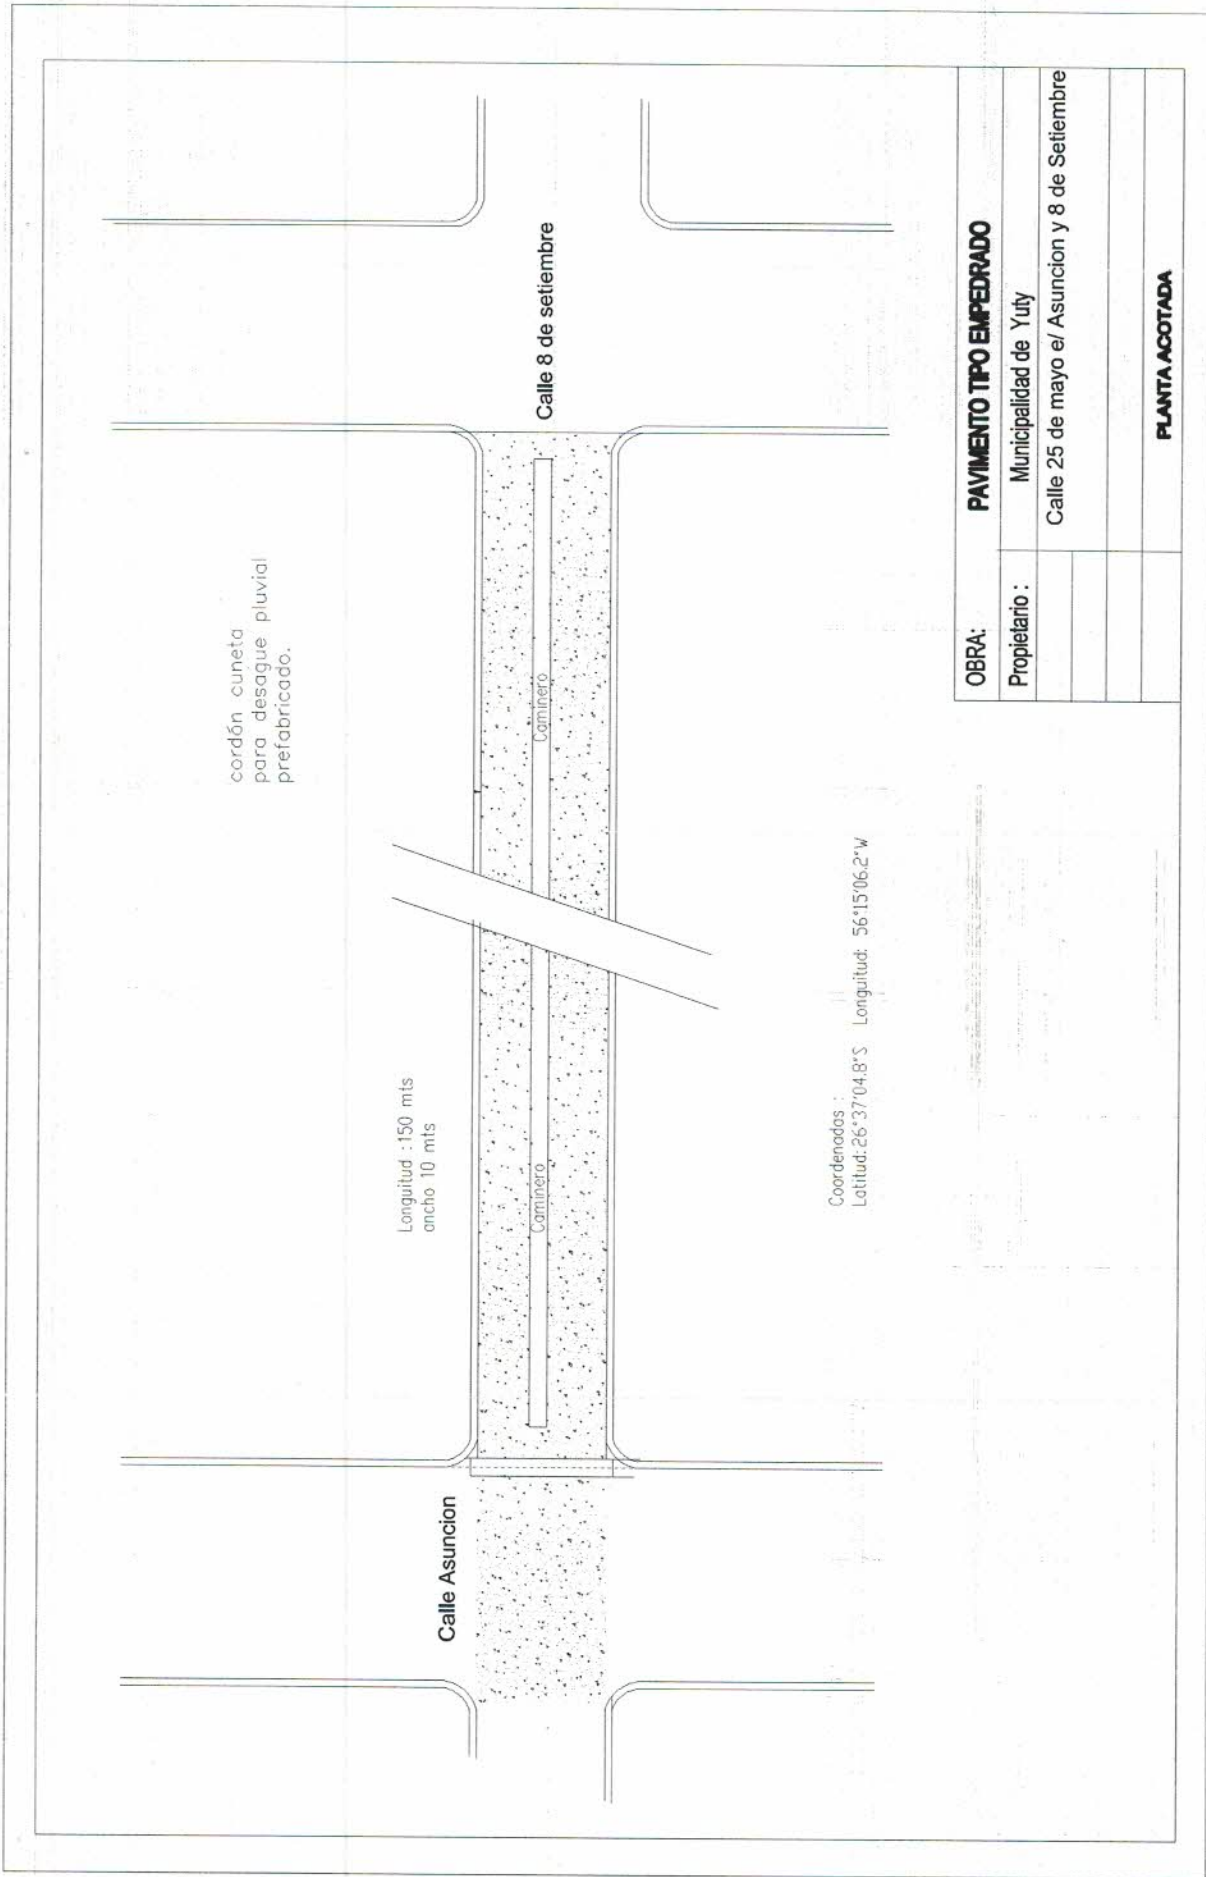 cordón cuneta
para desague pluvial
prefabricado.
Calle 8 de setiembre
Longuitud : 150 mts
ancho 10 mts
Caminero
Caminero
Calle Asuncion
Coordenadas :
Latitud: 26°37'04.8"S Longuitud: 56°15'06.2"W
OBRA: PAVIMENTO TIPO EMPEDRADO
Propietario : Municipalidad de Yuty
Calle 25 de mayo e/ Asuncion y 8 de Setiembre
PLANTA ACOTADA